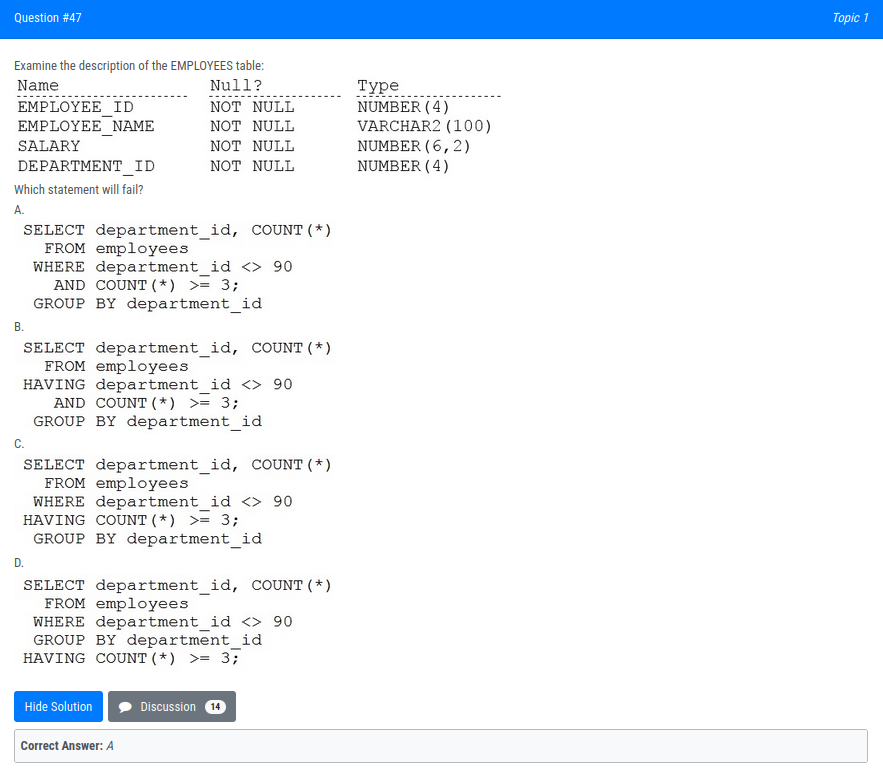 Question #47 Topic 1
Examine the description of the EMPLOYEES table:
Name Null? Type
EMPLOYEE_ID NOT NULL NUMBER(4)
EMPLOYEE_NAME NOT NULL VARCHAR2(100)
SALARY NOT NULL NUMBER(6,2)
DEPARTMENT_ID NOT NULL NUMBER(4)
Which statement will fail?
A.
SELECT department_id, COUNT(*)
FROM employees
WHERE department_id <> 90
AND COUNT(*) >= 3;
GROUP BY department_id
B.
SELECT department_id, COUNT(*)
FROM employees
HAVING department_id <> 90
AND COUNT(*) >= 3;
GROUP BY department_id
C.
SELECT department_id, COUNT(*)
FROM employees
WHERE department_id <> 90
HAVING COUNT(*) >= 3;
GROUP BY department_id
D.
SELECT department_id, COUNT(*)
FROM employees
WHERE department_id <> 90
GROUP BY department_id
HAVING COUNT(*) >= 3;
Hide Solution Discussion 14
Correct Answer: A